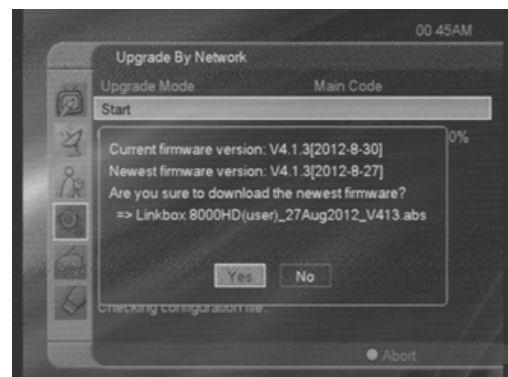 00 45AM
Upgrade By Network
Upgrade Mode Main Code
Start
0%
Current firmware version: V4.1.3[2012-8-30]
Newest firmware version: V4.1.3[2012-8-27]
Are you sure to download the newest firmware?
=> Linkbox 8000HD(user)_27Aug2012_V413.abs
Yes No
Checking configuration file..
Abort